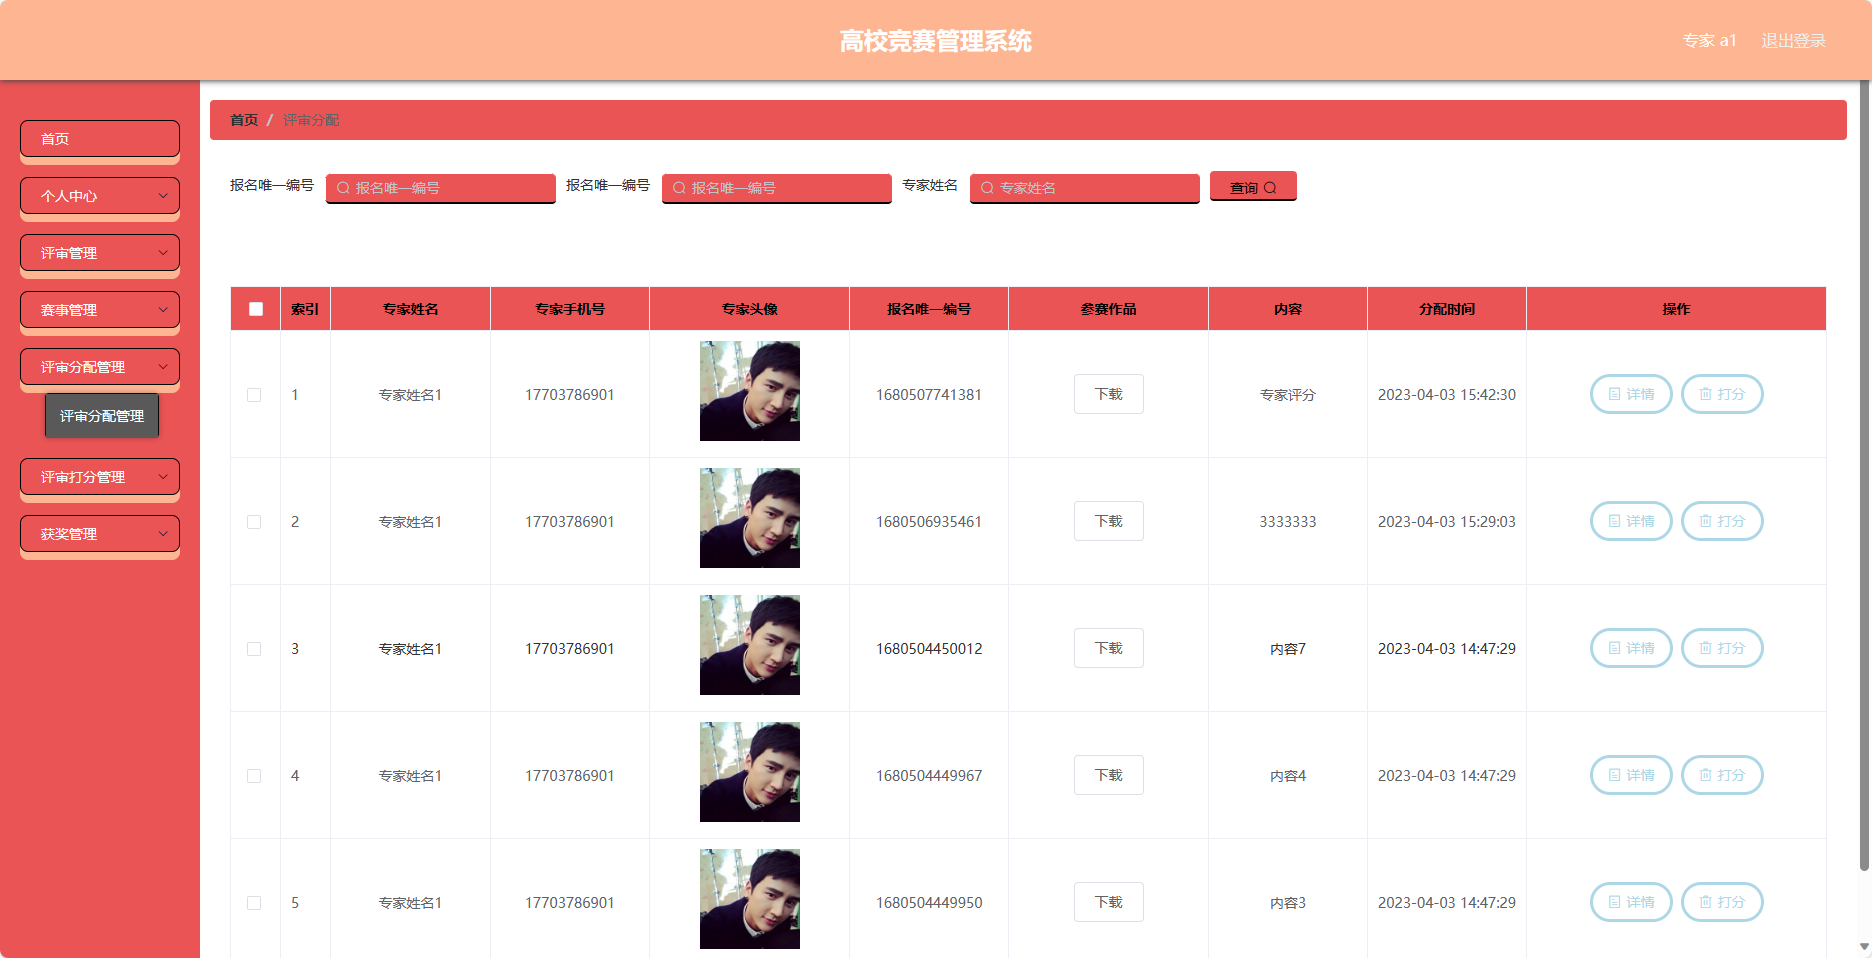 高校竞赛管理系统
专家 a1 退出登录
首页
个人中心
评审管理
赛事管理
评审分配管理
评审分配管理
评审打分管理
获奖管理
首页 / 评审分配
报名唯一编号 报名唯一编号 报名唯一编号 报名唯一编号 专家姓名 专家姓名 查询
索引 专家姓名 专家手机号 专家头像 报名唯一编号 参赛作品 内容 分配时间 操作
1 专家姓名1 17703786901 1680507741381 下载 专家评分 2023-04-03 15:42:30 详情 打分
2 专家姓名1 17703786901 1680506935461 下载 3333333 2023-04-03 15:29:03 详情 打分
3 专家姓名1 17703786901 1680504450012 下载 内容7 2023-04-03 14:47:29 详情 打分
4 专家姓名1 17703786901 1680504449967 下载 内容4 2023-04-03 14:47:29 详情 打分
5 专家姓名1 17703786901 1680504449950 下载 内容3 2023-04-03 14:47:29 详情 打分